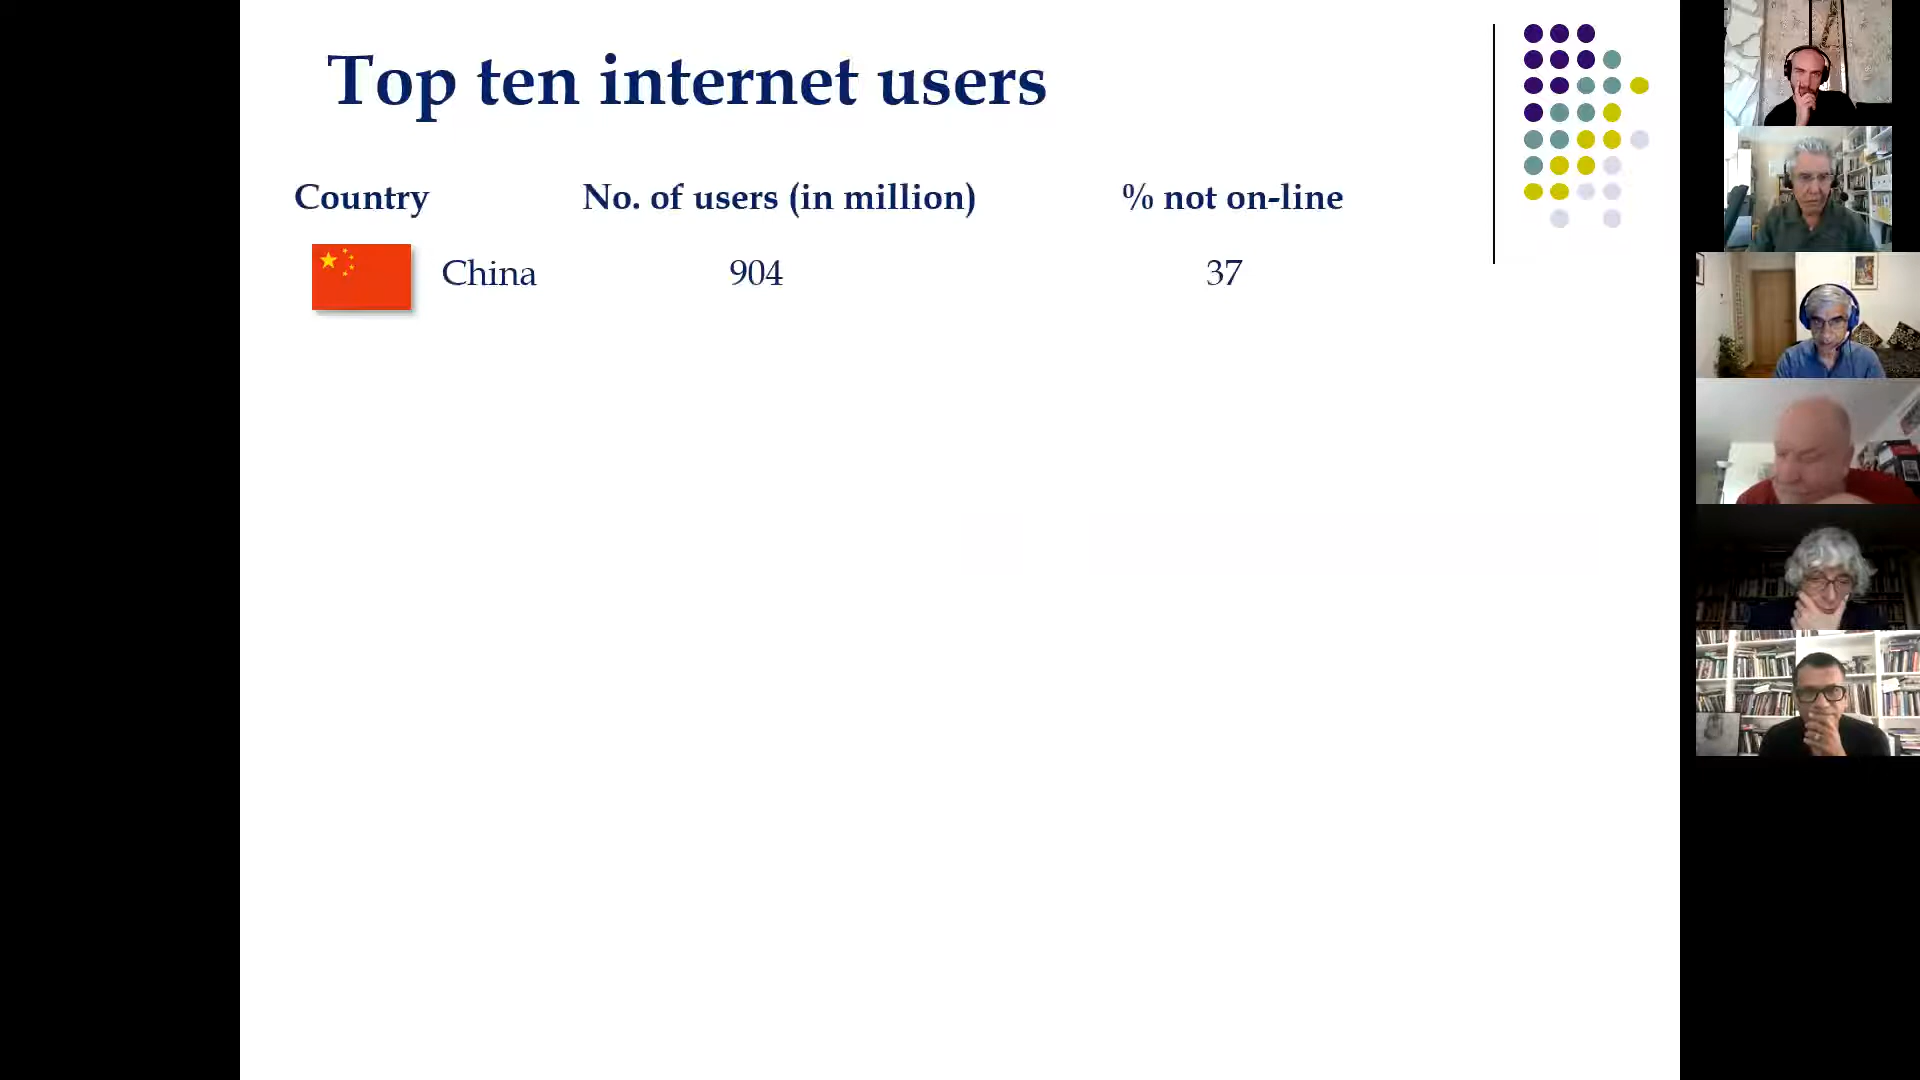 Top ten internet users
Country No. of users (in million) % not on-line
China 904 37